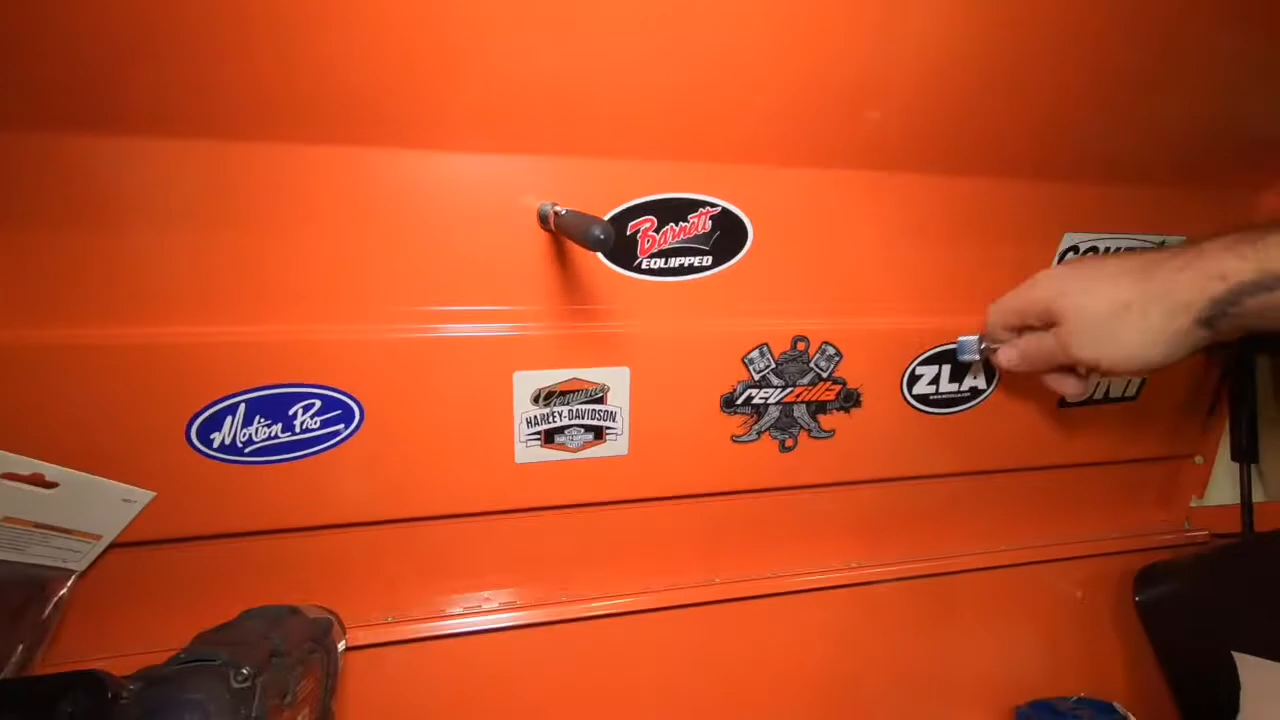 Barnett
EQUIPPED
Motion Pro
Genuine
HARLEY-DAVIDSON
revzilla
ZLA